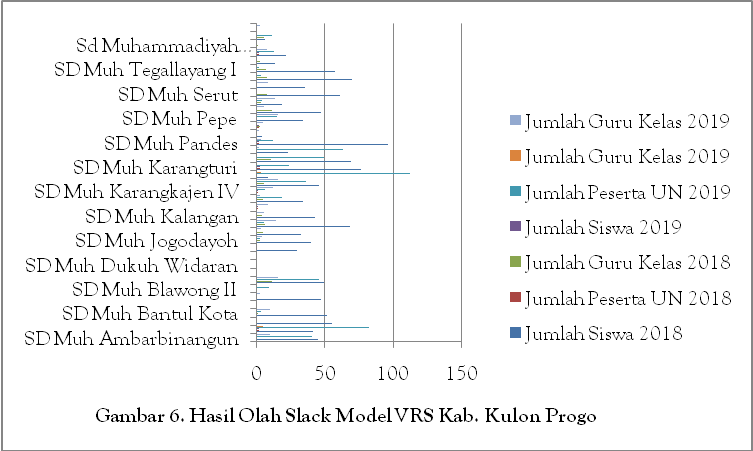 Sd Muhammadiyah...
SD Muh Tegallayang I
SD Muh Serut
SD Muh Pepe
SD Muh Pandes
SD Muh Karangturi
SD Muh Karangkajen IV
SD Muh Kalangan
SD Muh Jogodayoh
SD Muh Dukuh Widaran
SD Muh Blawong II
SD Muh Bantul Kota
SD Muh Ambarbinangun
0 50 100 150
Jumlah Guru Kelas 2019
Jumlah Guru Kelas 2019
Jumlah Peserta UN 2019
Jumlah Siswa 2019
Jumlah Guru Kelas 2018
Jumlah Peserta UN 2018
Jumlah Siswa 2018
Gambar 6. Hasil Olah Slack Model VRS Kab. Kulon Progo